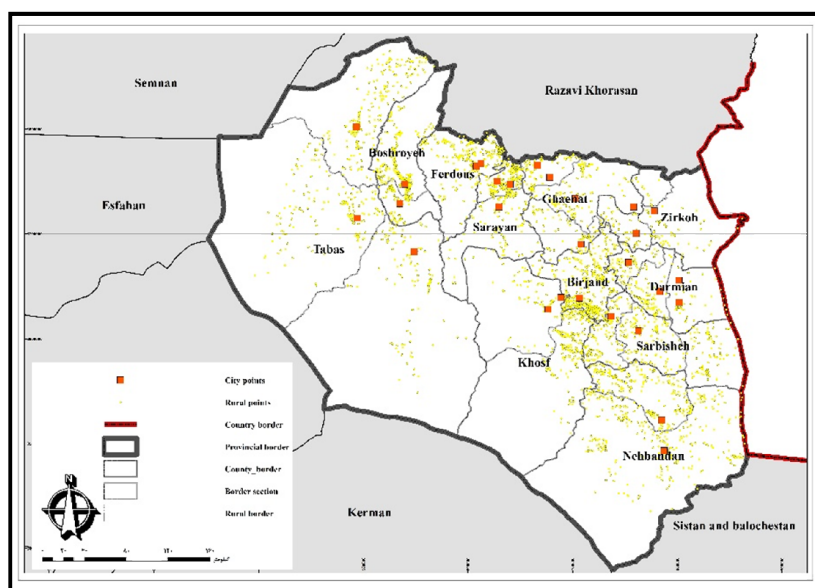 Semnan
Razavi Khorasan
Boshroyeh
Ferdous
Ghaenat
Esfahan
Zirkoh
Sarayan
Tabas
Birjand
Darmian
Sarbisheh
Khosf
City points
Rural points
Country border
Provincial border
County_border
Nehbandan
Border section
N
Rural border
Kerman
Sistan and balochestan